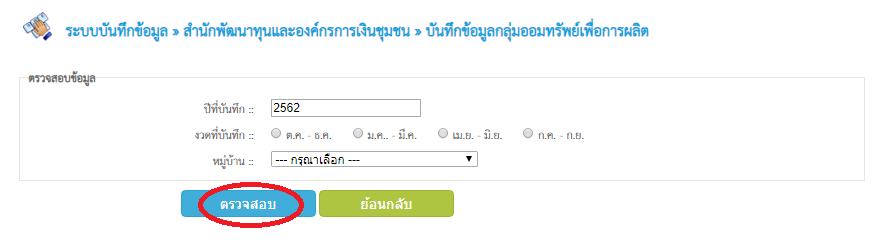 ระบบบันทึกข้อมูล » สำนักพัฒนาทุนและองค์กรการเงินชุมชน » บันทึกข้อมูลกลุ่มออมทรัพย์เพื่อการผลิต
ตรวจสอบข้อมูล
ปีที่บันทึก :: 2562
งวดที่บันทึก :: ต.ค. - ธ.ค. ม.ค.. - มี.ค. เม.ย. - มิ.ย. ก.ค. - ก.ย.
หมู่บ้าน :: --- กรุณาเลือก ---
ตรวจสอบ ย้อนกลับ